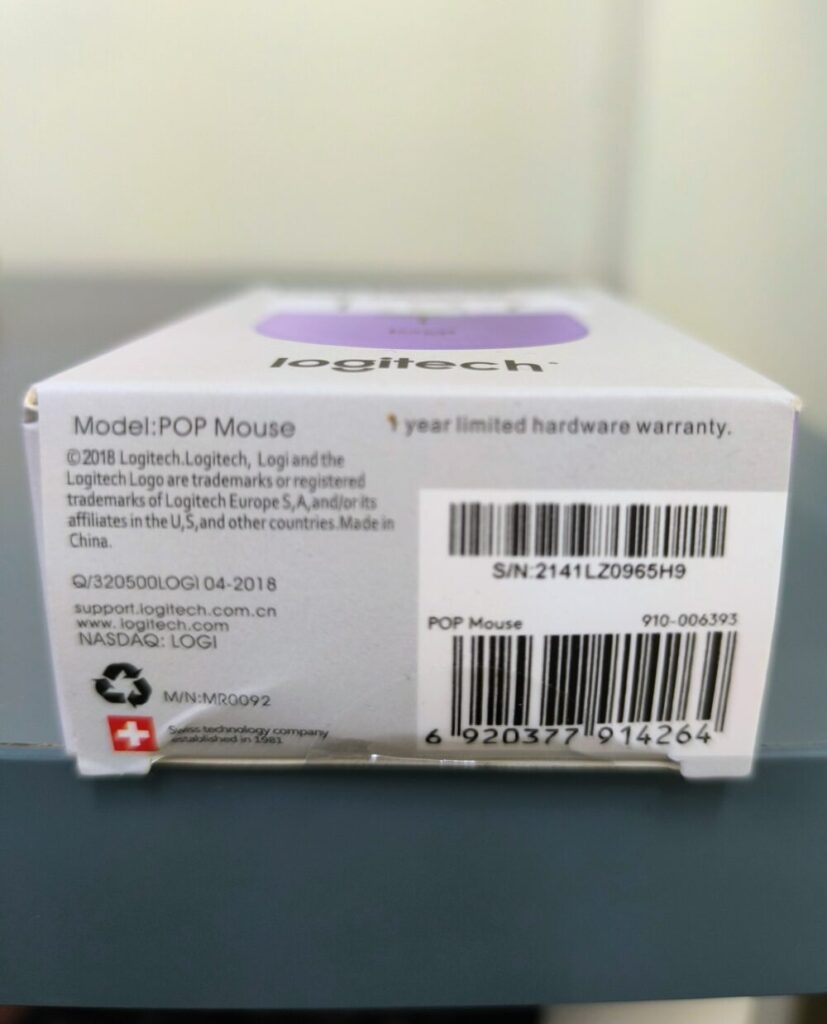 logitech
Model:POP Mouse
1 year limited hardware warranty.
©2018 Logitech.Logitech, Logi and the
Logitech Logo are trademarks or registered
trademarks of Logitech Europe S,A,and/or its
affiliates in the U,S,and other countries.Made in
China.
Q/320500LOGI 04-2018
support.logitech.com.cn
www. logitech.com
NASDAQ: LOGI
M/N:MR0092
Swiss technology company
established in 1981
S/N:2141LZ0965H9
POP Mouse 910-006393
6 920377 914264